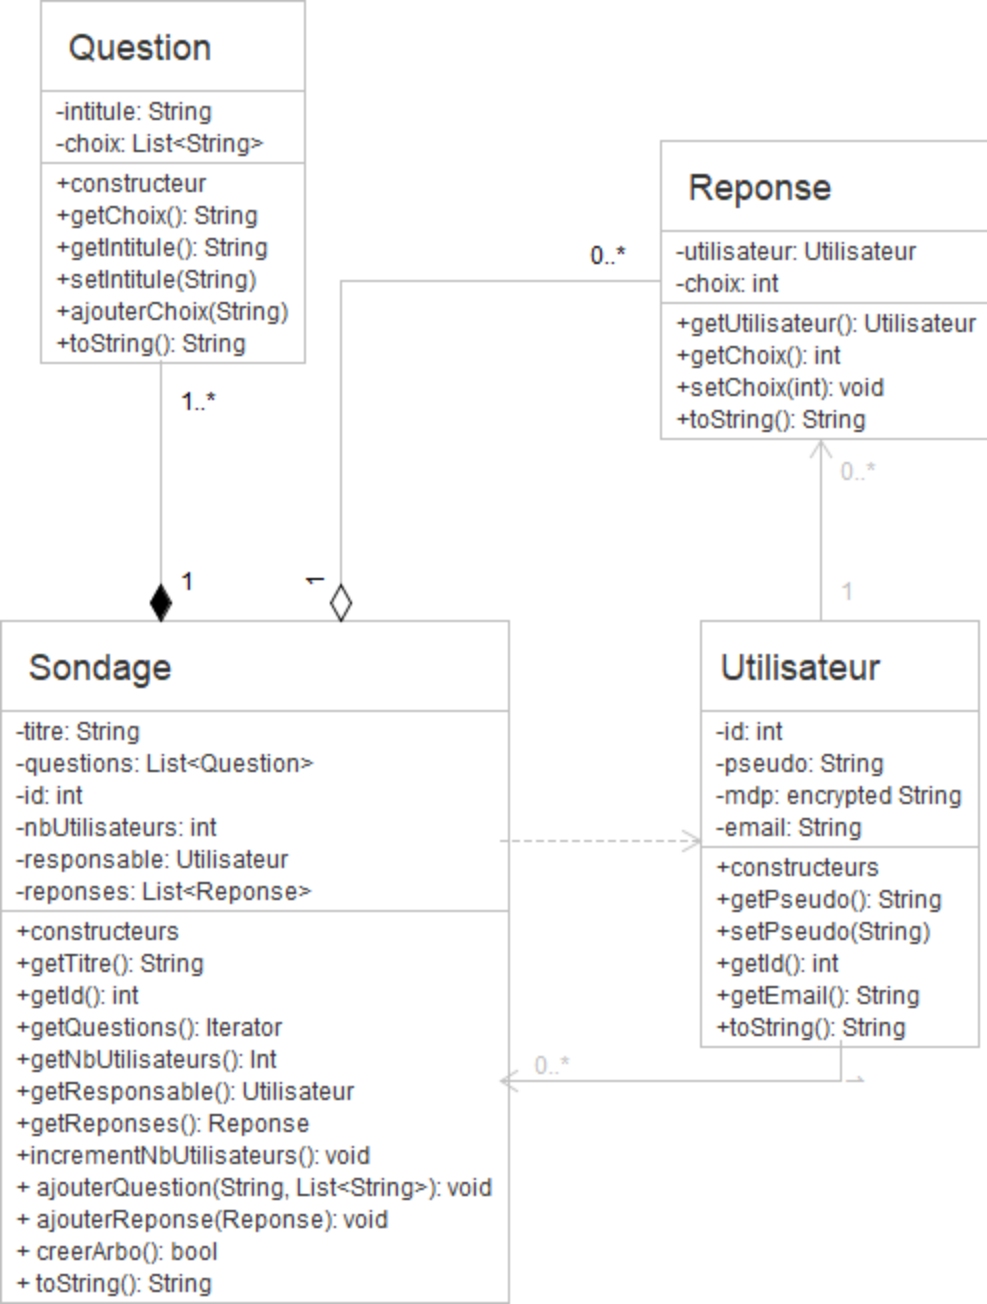 Question
-intitule: String
-choix: List<String>
+constructeur
+getChoix(): String
+getIntitule(): String
+setIntitule(String)
+ajouterChoix(String)
+toString(): String
1..*
1
Reponse
-utilisateur: Utilisateur
-choix: int
+getUtilisateur(): Utilisateur
+getChoix(): int
+setChoix(int): void
+toString(): String
0..*
1
0..*
1
Sondage
-titre: String
-questions: List<Question>
-id: int
-nbUtilisateurs: int
-responsable: Utilisateur
-reponses: List<Reponse>
+constructeurs
+getTitre(): String
+getId(): int
+getQuestions(): Iterator
+getNbUtilisateurs(): Int
+getResponsable(): Utilisateur
+getReponses(): Reponse
+incrementNbUtilisateurs(): void
+ ajouterQuestion(String, List<String>): void
+ ajouterReponse(Reponse): void
+ creerArbo(): bool
+ toString(): String
Utilisateur
-id: int
-pseudo: String
-mdp: encrypted String
-email: String
+constructeurs
+getPseudo(): String
+setPseudo(String)
+getId(): int
+getEmail(): String
+toString(): String
0..*
1